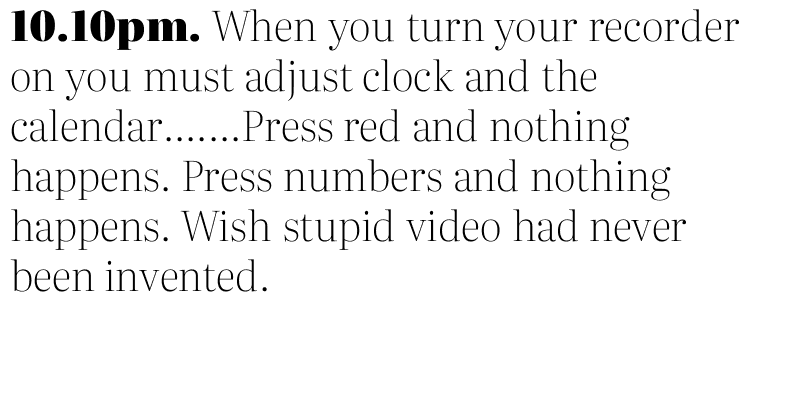 10.10pm. When you turn your recorder
on you must adjust clock and the
calendar.......Press red and nothing
happens. Press numbers and nothing
happens. Wish stupid video had never
been invented.